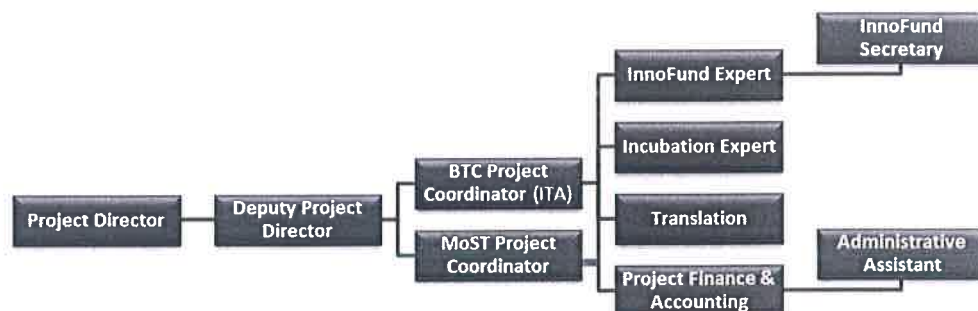 Project Director
Deputy Project
Director
BTC Project
Coordinator (ITA)
MoST Project
Coordinator
InnoFund Expert
Incubation Expert
Translation
Project Finance &
Accounting
InnoFund
Secretary
Administrative
Assistant